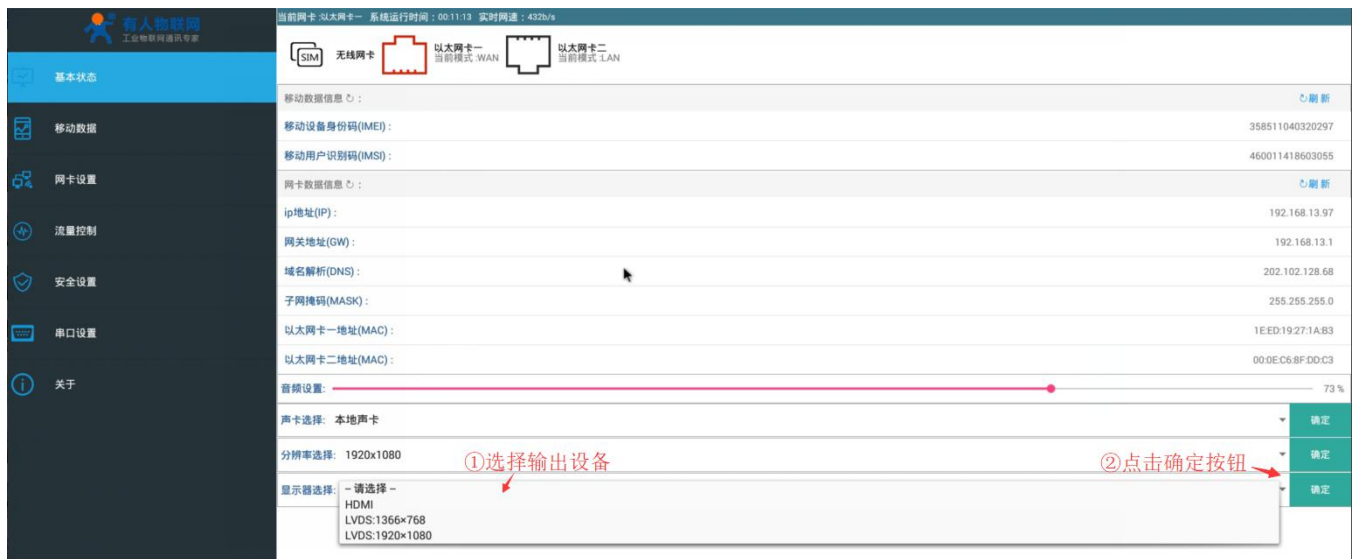 有人物联网
工业物联网通讯专家
基本状态
移动数据
网卡设置
流量控制
安全设置
串口设置
关于
当前网卡:以太网卡一 系统运行时间：00:11:13 实时网速：432b/s
SIM 无线网卡
以太网卡一
当前模式:WAN
以太网卡二
当前模式:LAN
移动数据信息 ↻ : ↻刷 新
移动设备身份码(IMEI) : 358511040320297
移动用户识别码(IMSI) : 460011418603055
网卡数据信息 ↻ : ↻刷 新
ip地址(IP) : 192.168.13.97
网关地址(GW) : 192.168.13.1
域名解析(DNS) : 202.102.128.68
子网掩码(MASK) : 255.255.255.0
以太网卡一地址(MAC) : 1E:ED:19:27:1A:B3
以太网卡二地址(MAC) : 00:0E:C6:8F:DD:C3
音频设置: 73 %
声卡选择: 本地声卡 确定
分辨率选择: 1920x1080 确定
①选择输出设备 ②点击确定按钮
显示器选择: – 请选择 – 确定
HDMI
LVDS:1366×768
LVDS:1920×1080